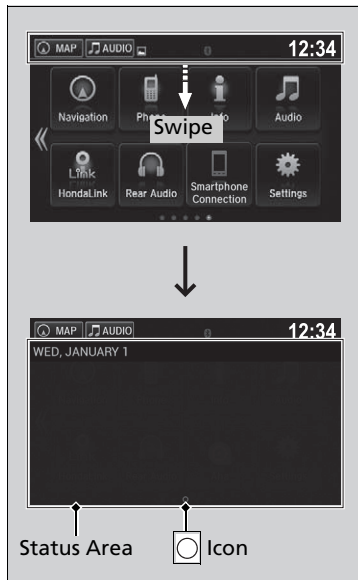 MAP AUDIO 12:34
Navigation Phone Info Audio
Swipe
Link
HondaLink Rear Audio Smartphone Connection Settings
MAP AUDIO 12:34
WED, JANUARY 1
Status Area Icon